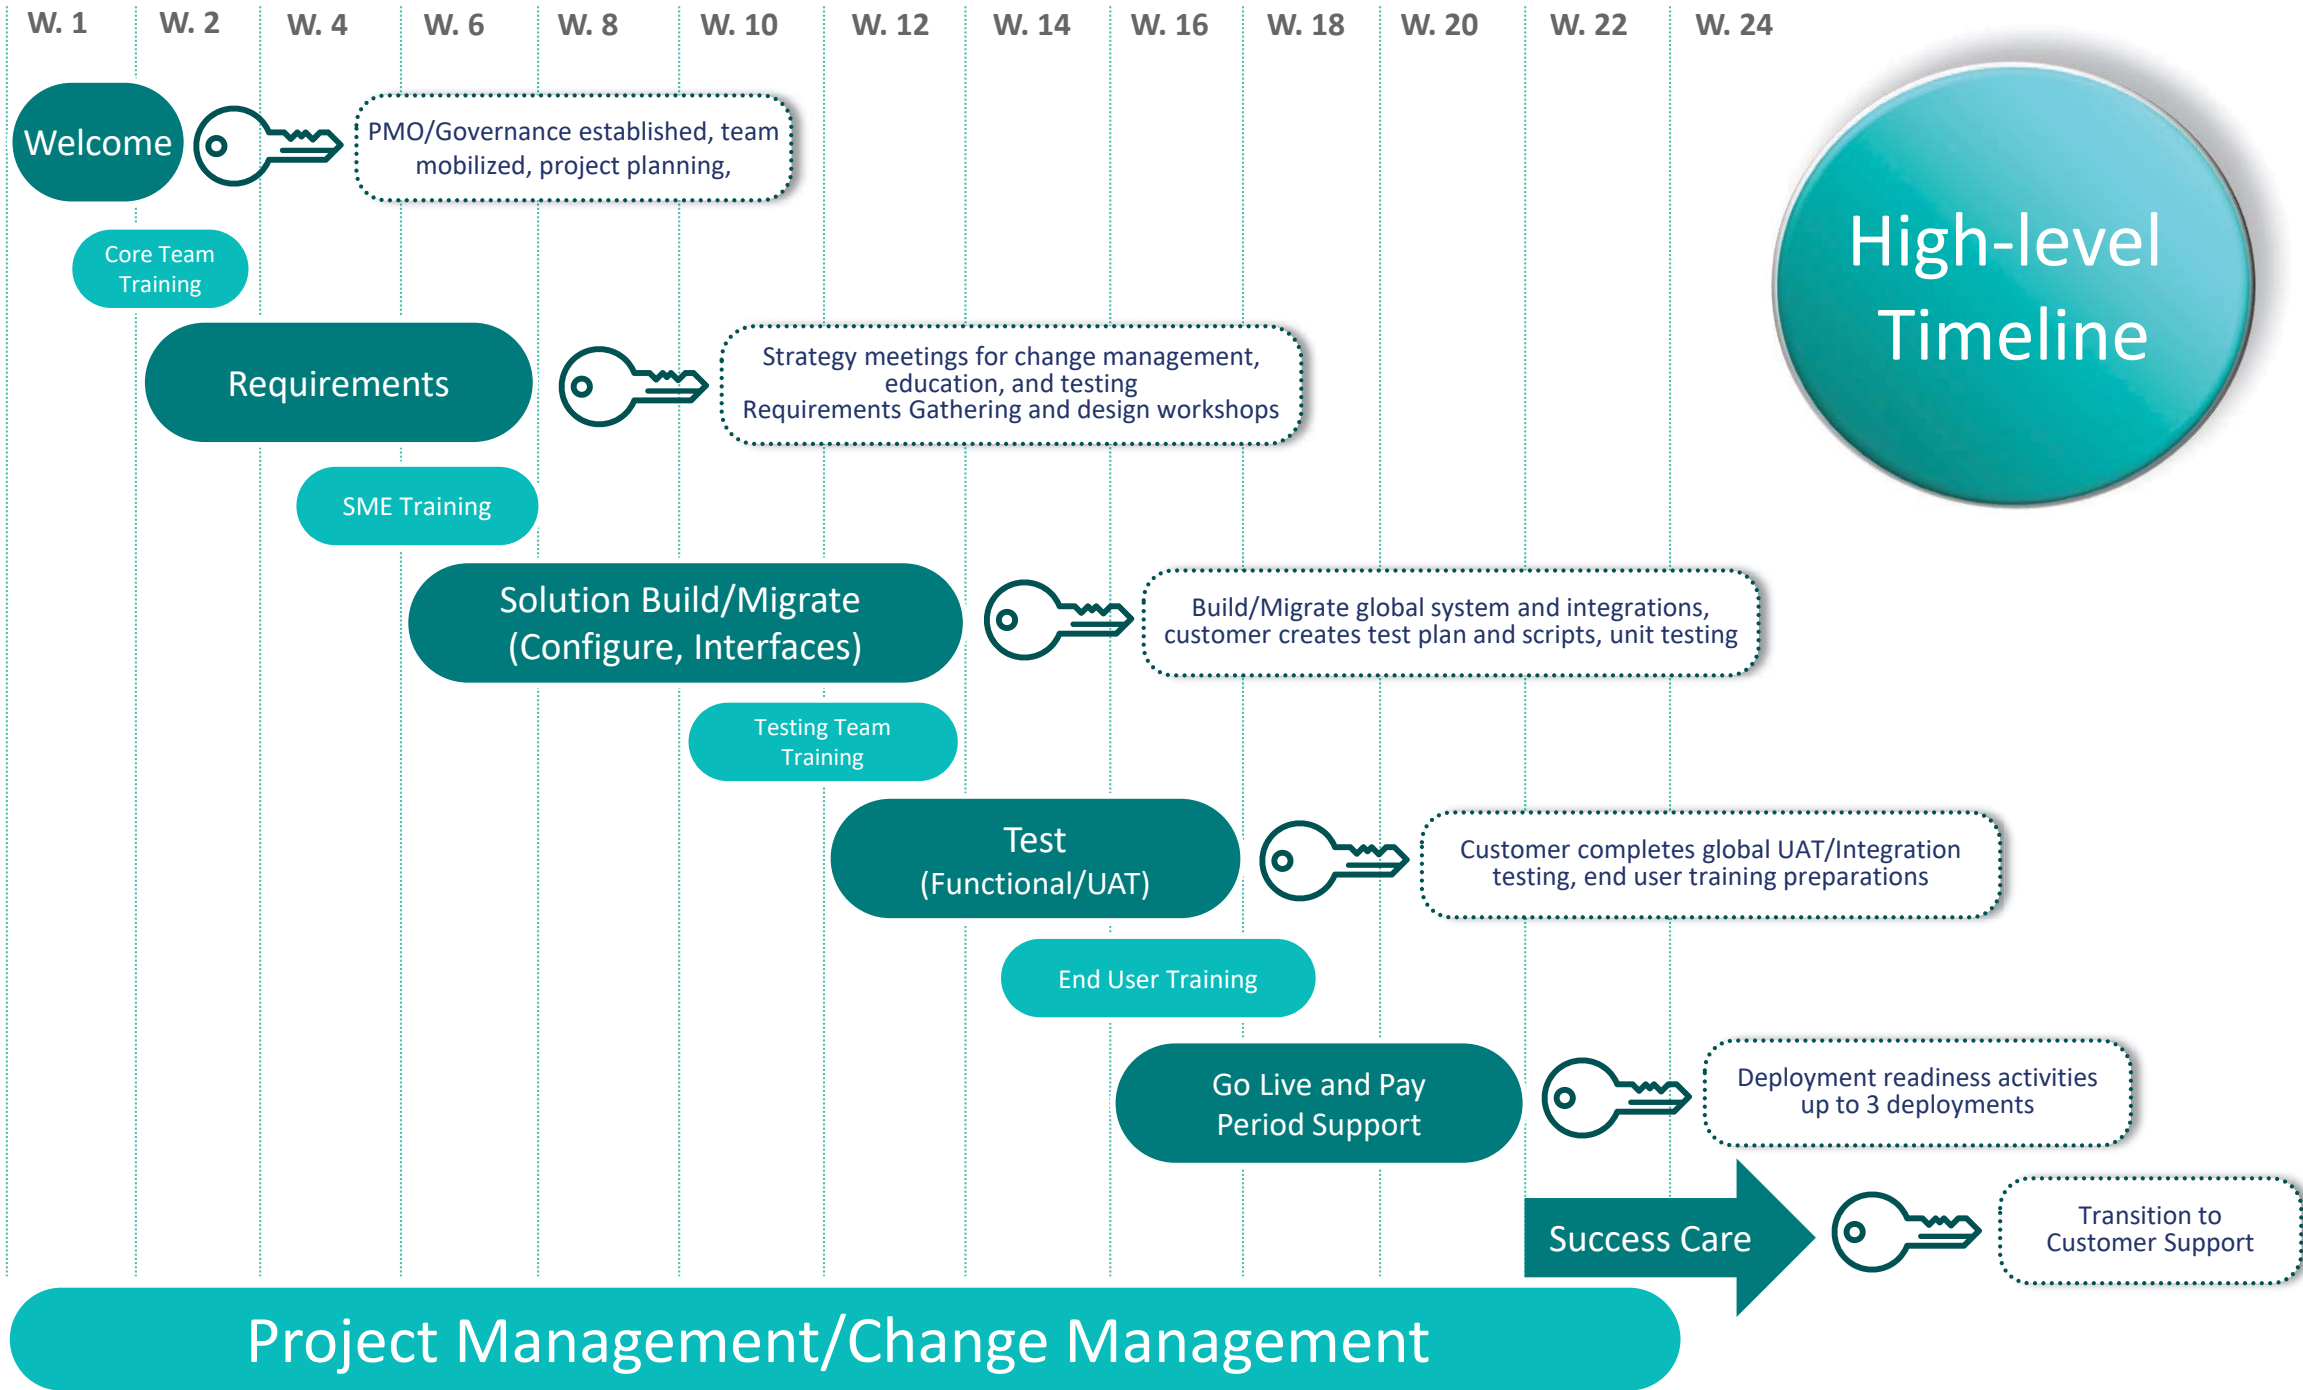 W. 1 W. 2 W. 4 W. 6 W. 8 W. 10 W. 12 W. 14 W. 16 W. 18 W. 20 W. 22 W. 24
High-level
Timeline
Welcome
PMO/Governance established, team
mobilized, project planning,
Core Team
Training
Requirements
Strategy meetings for change management,
education, and testing
Requirements Gathering and design workshops
SME Training
Solution Build/Migrate
(Configure, Interfaces)
Build/Migrate global system and integrations,
customer creates test plan and scripts, unit testing
Testing Team
Training
Test
(Functional/UAT)
Customer completes global UAT/Integration
testing, end user training preparations
End User Training
Go Live and Pay
Period Support
Deployment readiness activities
up to 3 deployments
Success Care
Transition to
Customer Support
Project Management/Change Management